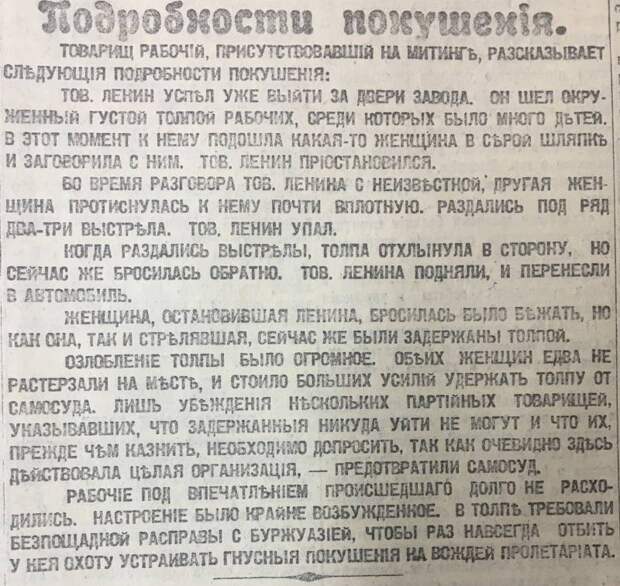 Подробности покушенія.
ТОВАРИЩ РАБОЧІЙ, ПРИСУТСТВОВАВШІЙ НА МИТИНГѢ, РАЗСКАЗЫВАЕТ
СЛѢДУЮЩІЯ ПОДРОБНОСТИ ПОКУШЕНІЯ:
ТОВ. ЛЕНИН УСПѢЛ УЖЕ ВЫЙТИ ЗА ДВЕРИ ЗАВОДА. ОН ШЕЛ ОКРУ-
ЖЕННЫЙ ГУСТОЙ ТОЛПОЙ РАБОЧИХ, СРЕДИ КОТОРЫХ БЫЛО МНОГО ДѢТЕЙ.
В ЭТОТ МОМЕНТ К НЕМУ ПОДОШЛА КАКАЯ-ТО ЖЕНЩИНА В СѢРОЙ ШЛЯПКѢ
И ЗАГОВОРИЛА С НИМ. ТОВ. ЛЕНИН ПРІОСТАНОВИЛСЯ.
ВО ВРЕМЯ РАЗГОВОРА ТОВ. ЛЕНИНА С НЕИЗВѢСТНОЙ, ДРУГАЯ ЖЕН-
ЩИНА ПРОТИСНУЛАСЬ К НЕМУ ПОЧТИ ВПЛОТНУЮ. РАЗДАЛИСЬ ПОД РЯД
ДВА-ТРИ ВЫСТРѢЛА. ТОВ. ЛЕНИН УПАЛ.
КОГДА РАЗДАЛИСЬ ВЫСТРѢЛЫ, ТОЛПА ОТХЛЫНУЛА В СТОРОНУ, НО
СЕЙЧАС ЖЕ БРОСИЛАСЬ ОБРАТНО. ТОВ. ЛЕНИНА ПОДНЯЛИ, И ПЕРЕНЕСЛИ
В АВТОМОБИЛЬ.
ЖЕНЩИНА, ОСТАНОВИВШАЯ ЛЕНИНА, БРОСИЛАСЬ БЫЛО БѢЖАТЬ, НО
КАК ОНА, ТАК И СТРѢЛЯВШАЯ, СЕЙЧАС ЖЕ БЫЛИ ЗАДЕРЖАНЫ ТОЛПОЙ.
ОЗЛОБЛЕНІЕ ТОЛПЫ БЫЛО ОГРОМНОЕ. ОБѢИХ ЖЕНЩИН ЕДВА НЕ
РАСТЕРЗАЛИ НА МѢСТѢ, И СТОИЛО БОЛЬШИХ УСИЛІЙ УДЕРЖАТЬ ТОЛПУ ОТ
САМОСУДА. ЛИШЬ УБѢЖДЕНІЯ НѢСКОЛЬКИХ ПАРТІЙНЫХ ТОВАРИЩЕЙ,
УКАЗЫВАВШИХ, ЧТО ЗАДЕРЖАННЫЯ НИКУДА УЙТИ НЕ МОГУТ И ЧТО ИХ,
ПРЕЖДЕ ЧѢМ КАЗНИТЬ, НЕОБХОДИМО ДОПРОСИТЬ, ТАК КАК ОЧЕВИДНО ЗДѢСЬ
ДѢЙСТВОВАЛА ЦѢЛАЯ ОРГАНИЗАЦІЯ, — ПРЕДОТВРАТИЛИ САМОСУД.
РАБОЧІЕ ПОД ВПЕЧАТЛѢНІЕМ ПРОИСШЕДШАГО ДОЛГО НЕ РАСХО-
ДИЛИСЬ. НАСТРОЕНІЕ БЫЛО КРАЙНЕ ВОЗБУЖДЕННОЕ. В ТОЛПѢ ТРЕБОВАЛИ
БЕЗПОЩАДНОЙ РАСПРАВЫ С БУРЖУАЗІЕЙ, ЧТОБЫ РАЗ НАВСЕГДА ОТБИТЬ
У НЕЯ ОХОТУ УСТРАИВАТЬ ГНУСНЫЯ ПОКУШЕНІЯ НА ВОЖДЕЙ ПРОЛЕТАРІАТА.